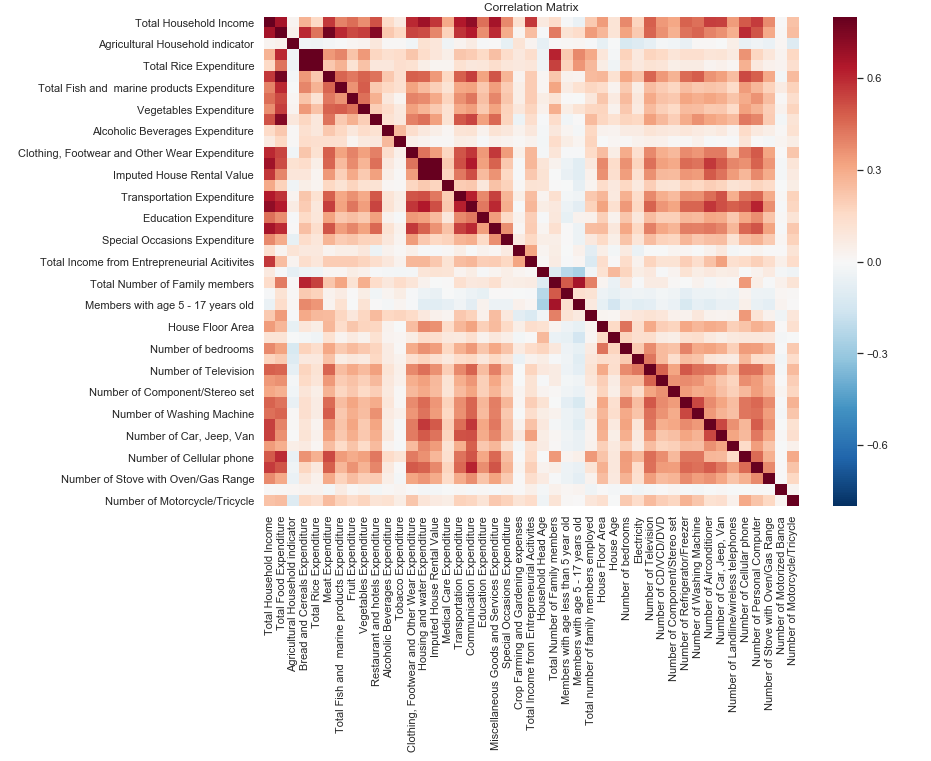 Correlation Matrix
Total Household Income
Agricultural Household indicator
Total Rice Expenditure
Total Fish and  marine products Expenditure
Vegetables Expenditure
Alcoholic Beverages Expenditure
Clothing, Footwear and Other Wear Expenditure
Imputed House Rental Value
Transportation Expenditure
Education Expenditure
Special Occasions Expenditure
Total Income from Entrepreneurial Acitivites
Total Number of Family members
Members with age 5 - 17 years old
House Floor Area
Number of bedrooms
Number of Television
Number of Component/Stereo set
Number of Washing Machine
Number of Car, Jeep, Van
Number of Cellular phone
Number of Stove with Oven/Gas Range
Number of Motorcycle/Tricycle
0.6
0.3
0.0
−0.3
−0.6
Total Household Income
Total Food Expenditure
Agricultural Household indicator
Bread and Cereals Expenditure
Total Rice Expenditure
Meat Expenditure
Total Fish and  marine products Expenditure
Fruit Expenditure
Vegetables Expenditure
Restaurant and hotels Expenditure
Alcoholic Beverages Expenditure
Tobacco Expenditure
Clothing, Footwear and Other Wear Expenditure
Housing and water Expenditure
Imputed House Rental Value
Medical Care Expenditure
Transportation Expenditure
Communication Expenditure
Education Expenditure
Miscellaneous Goods and Services Expenditure
Special Occasions Expenditure
Crop Farming and Gardening expenses
Total Income from Entrepreneurial Acitivites
Household Head Age
Total Number of Family members
Members with age less than 5 year old
Members with age 5 - 17 years old
Total number of family members employed
House Floor Area
House Age
Number of bedrooms
Electricity
Number of Television
Number of CD/VCD/DVD
Number of Component/Stereo set
Number of Refrigerator/Freezer
Number of Washing Machine
Number of Airconditioner
Number of Car, Jeep, Van
Number of Landline/wireless telephones
Number of Cellular phone
Number of Personal Computer
Number of Stove with Oven/Gas Range
Number of Motorized Banca
Number of Motorcycle/Tricycle